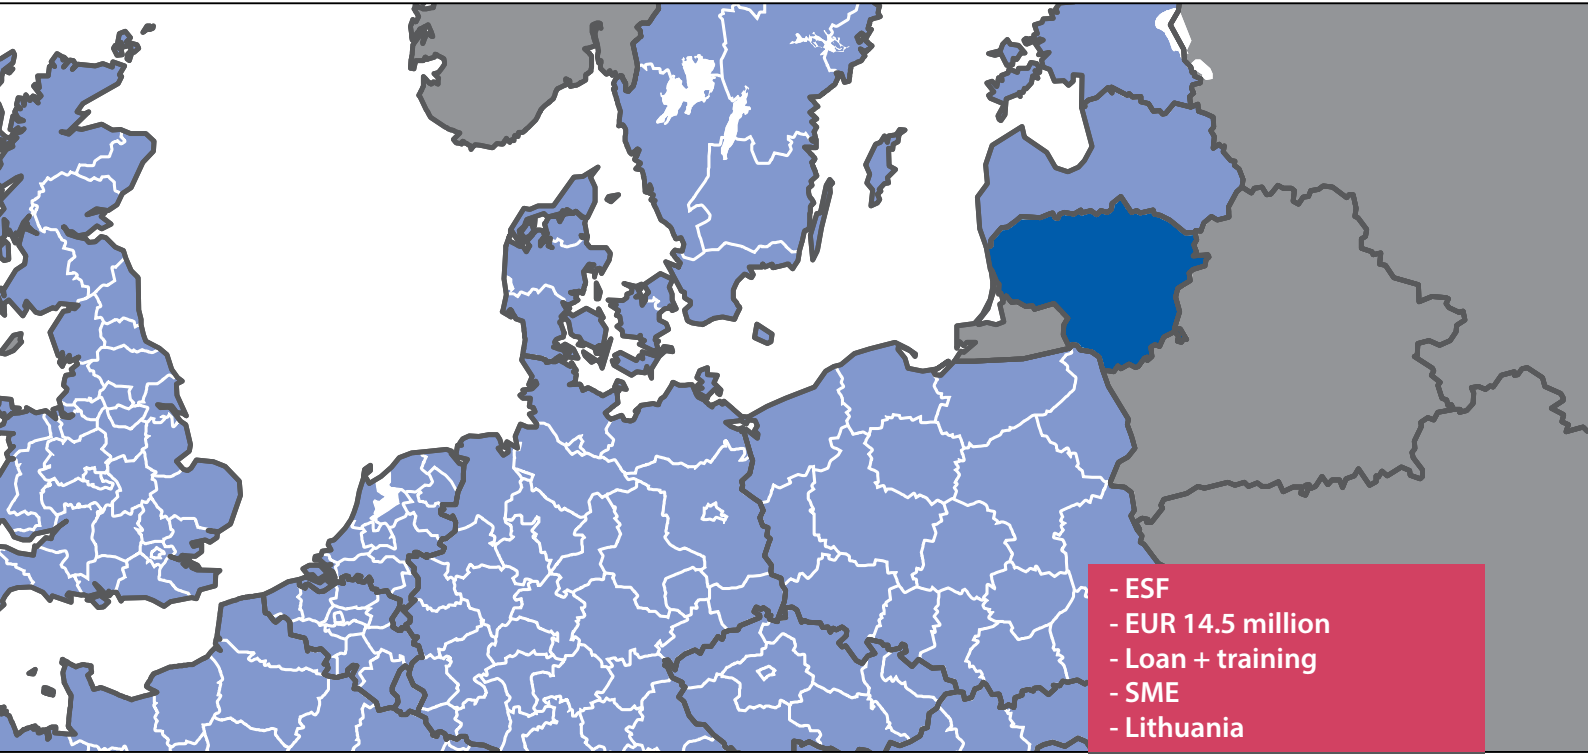 - ESF
- EUR 14.5 million
- Loan + training
- SME
- Lithuania